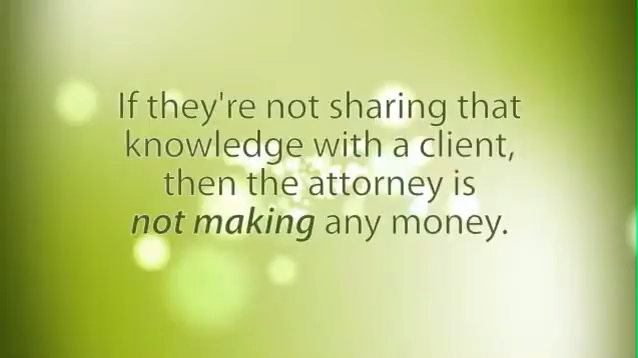 If they're not sharing that
knowledge with a client,
then the attorney is
not making any money.